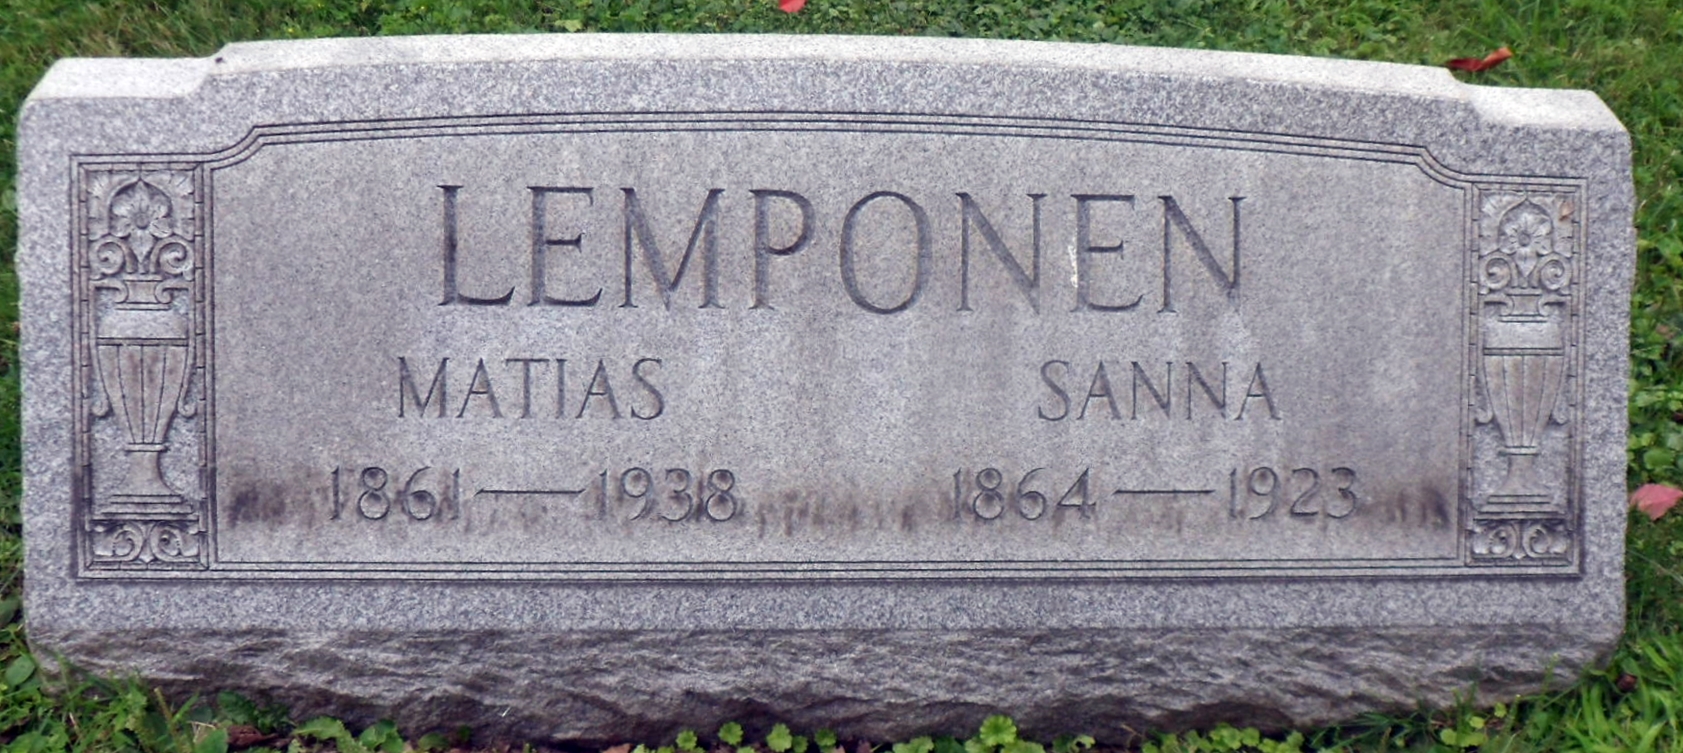 LEMPONEN
MATIAS SANNA
1861—1938 1864—1923